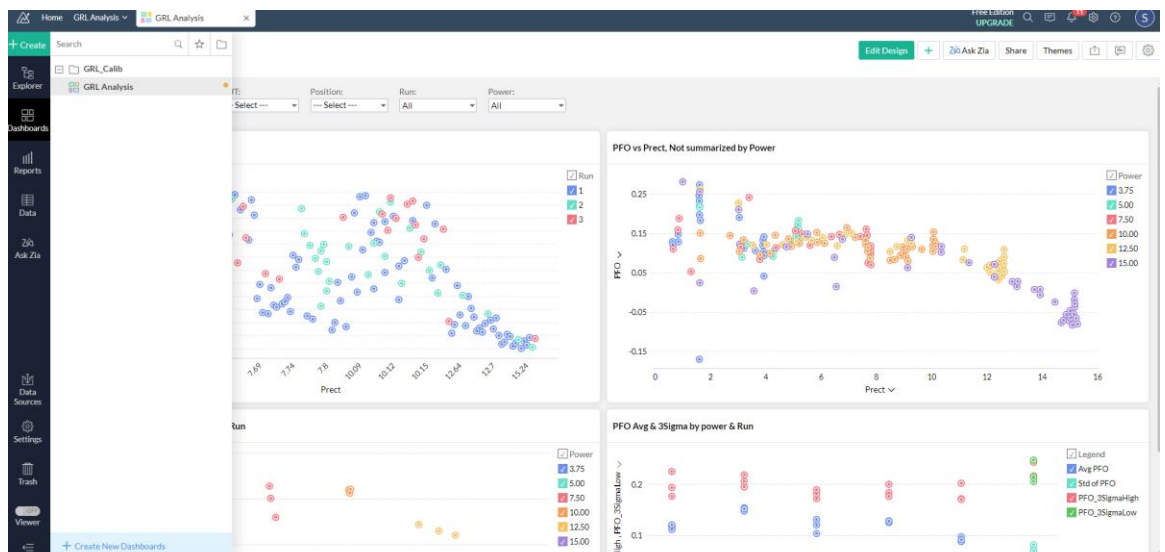 Home
GRL Analysis
GRL Analysis
×
Free Edition
UPGRADE
11
S
+ Create
Search
Explorer
Dashboards
Reports
Data
Zia
Ask Zia
Data
Sources
Settings
Trash
OFF
Viewer
GRL_Calib
GRL Analysis
+ Create New Dashboards
Edit Design
+
Zia Ask Zia
Share
Themes
Position:
Run:
Power:
Select ---
--- Select ---
All
All
Run
1
2
3
7.69
7.74
7.8
10.09
10.12
10.15
12.64
12.7
15.24
Prect
PFO vs Prect, Not summarized by Power
PFO
0.25
0.15
0.05
-0.05
-0.15
0
2
4
6
8
10
12
14
16
Prect
Power
3.75
5.00
7.50
10.00
12.50
15.00
Run
Power
3.75
5.00
7.50
10.00
12.50
15.00
PFO Avg & 3Sigma by power & Run
0.2
0.1
igh , PFO_3SigmaLow
Legend
Avg PFO
Std of PFO
PFO_3SigmaHigh
PFO_3SigmaLow